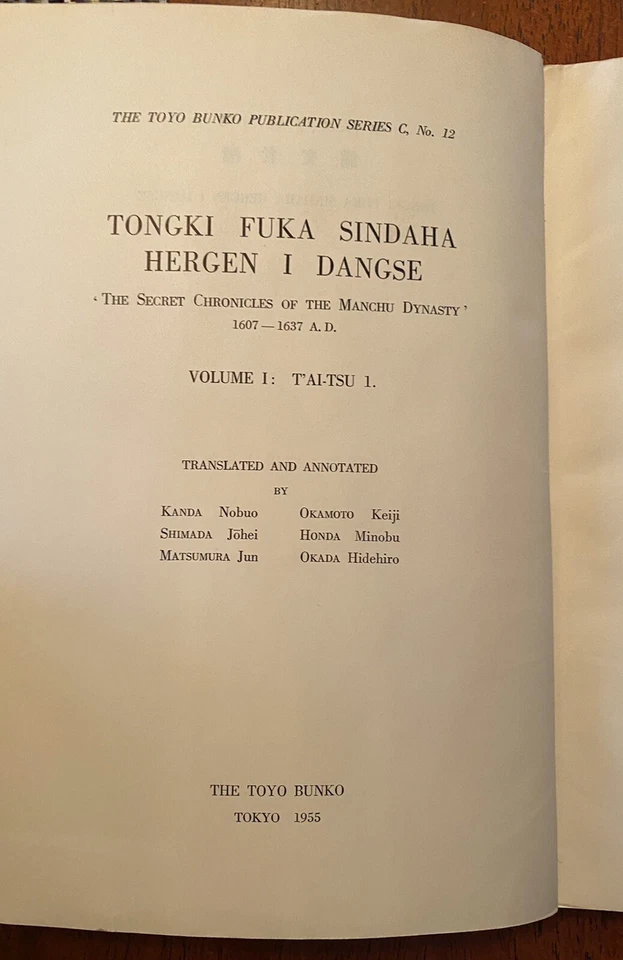 THE TOYO BUNKO PUBLICATION SERIES C, No. 12
TONGKI FUKA SINDAHA
HERGEN I DANGSE
‘THE SECRET CHRONICLES OF THE MANCHU DYNASTY’
1607—1637 A.D.
VOLUME I: T’AI-TSU 1.
TRANSLATED AND ANNOTATED
BY
KANDA Nobuo OKAMOTO Keiji
SHIMADA Jōhei HONDA Minobu
MATSUMURA Jun OKADA Hidehiro
THE TOYO BUNKO
TOKYO 1955